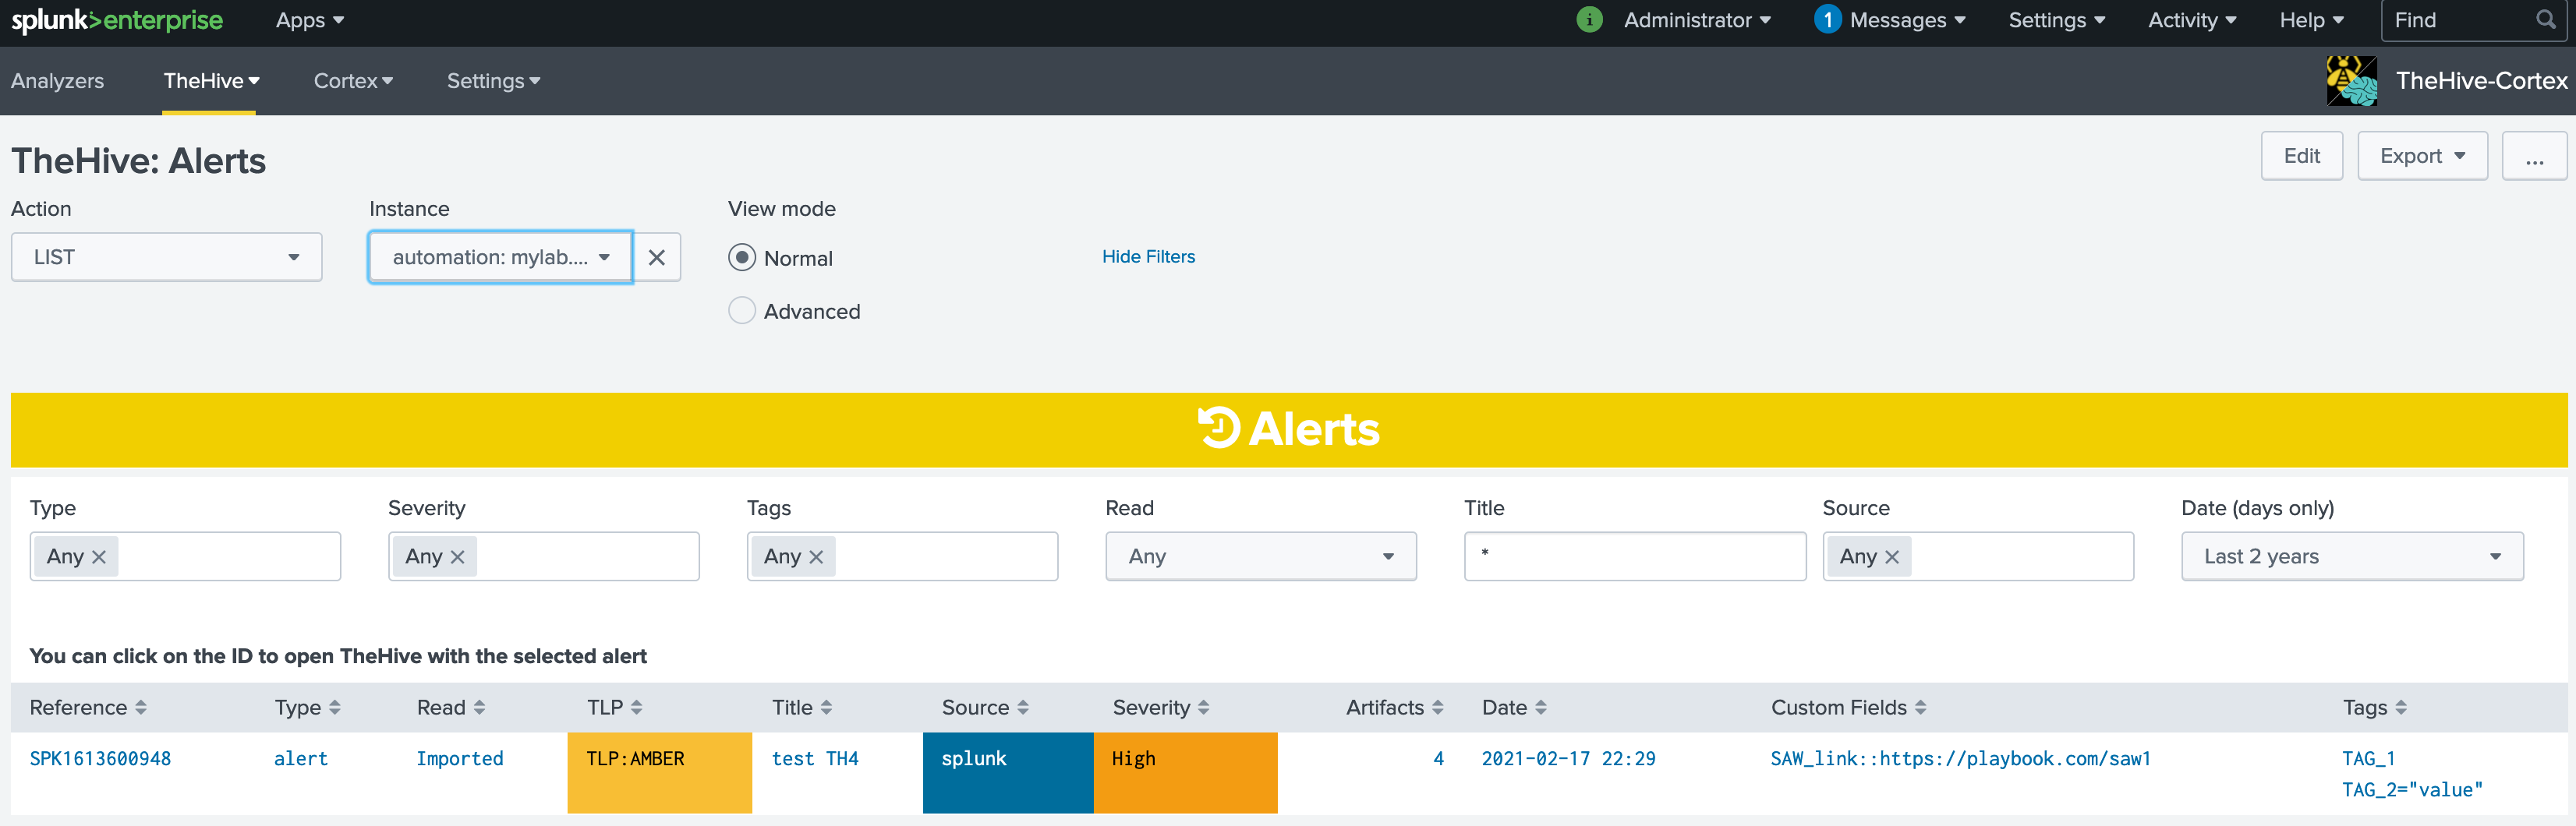 splunk>enterprise Apps i Administrator 1 Messages Settings Activity Help Find
Analyzers TheHive Cortex Settings TheHive-Cortex
TheHive: Alerts Edit Export ...
Action Instance View mode
LIST automation: mylab.... Normal Hide Filters
Advanced
Alerts
Type Severity Tags Read Title Source Date (days only)
Any Any Any Any * Any Last 2 years
You can click on the ID to open TheHive with the selected alert
Reference Type Read TLP Title Source Severity Artifacts Date Custom Fields Tags
SPK1613600948 alert Imported TLP:AMBER test TH4 splunk High 4 2021-02-17 22:29 SAW_link::https://playbook.com/saw1 TAG_1
TAG_2="value"